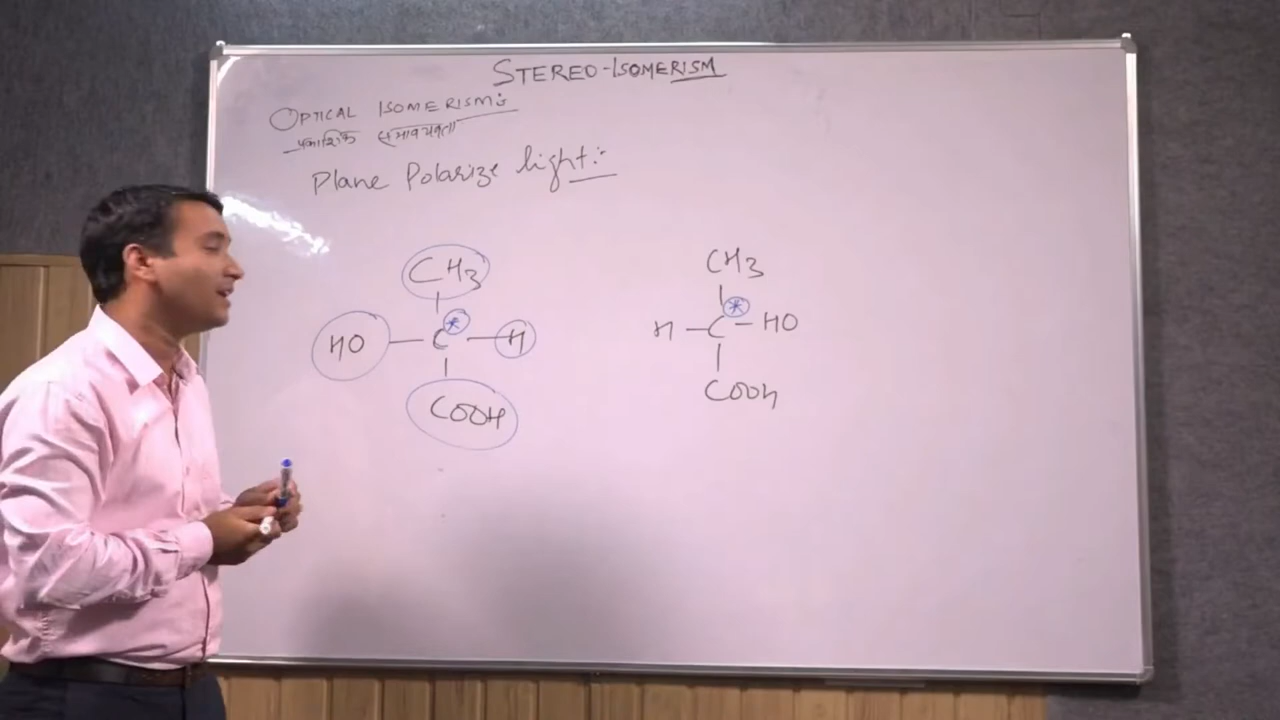 STEREO-ISOMERISM
OPTICAL ISOMERISM:
प्रकाशिक समावयवता
Plane Polarize light:-
CH3
HO — C* — H
COOH
CH3
H — C* — HO
COOH